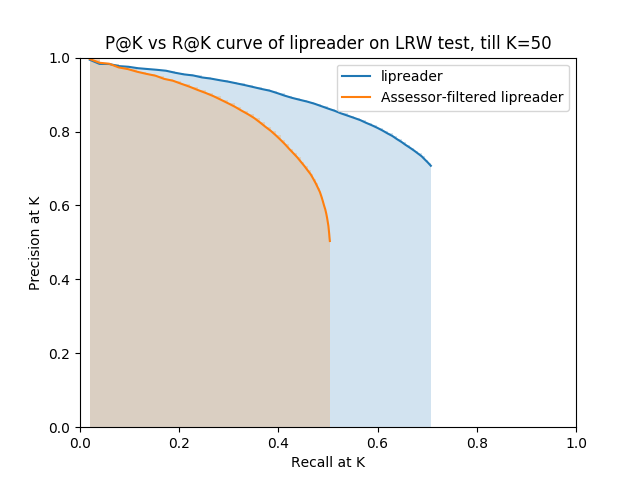 P@K vs R@K curve of lipreader on LRW test, till K=50
lipreader
Assessor-filtered lipreader
Precision at K
1.0
0.8
0.6
0.4
0.2
0.0
0.0 0.2 0.4 0.6 0.8 1.0
Recall at K